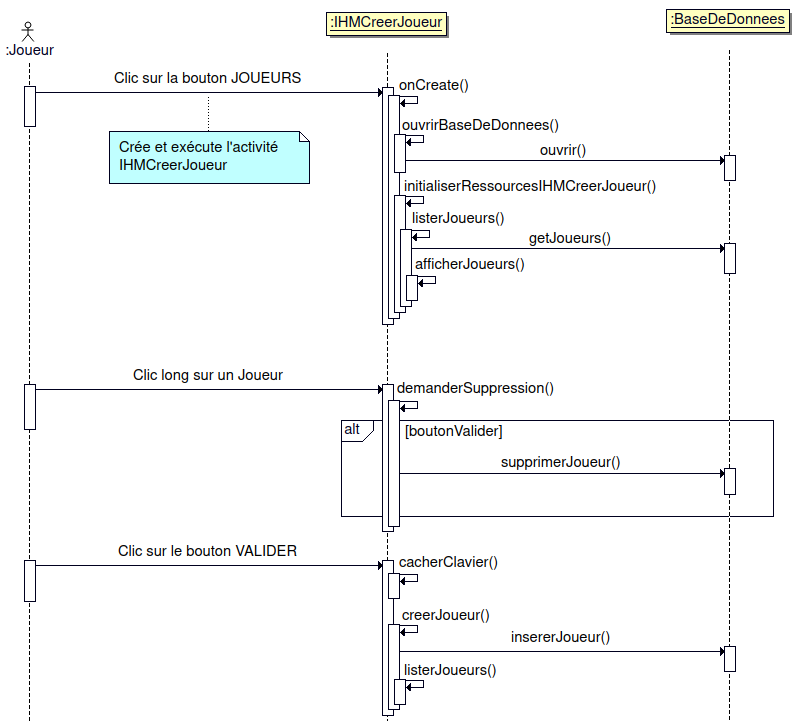 :Joueur
:IHMCreerJoueur
:BaseDeDonnees
Clic sur la bouton JOUEURS
onCreate()
Crée et exécute l'activité
IHMCreerJoueur
ouvrirBaseDeDonnees()
ouvrir()
initialiserRessourcesIHMCreerJoueur()
listerJoueurs()
getJoueurs()
afficherJoueurs()
Clic long sur un Joueur
demanderSuppression()
alt
[boutonValider]
supprimerJoueur()
Clic sur le bouton VALIDER
cacherClavier()
creerJoueur()
insererJoueur()
listerJoueurs()